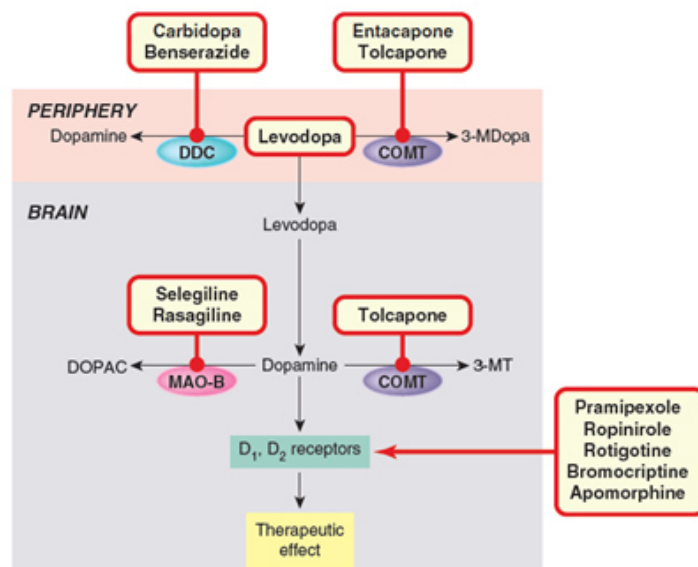 Carbidopa
Benserazide
Entacapone
Tolcapone
PERIPHERY
Dopamine
DDC
Levodopa
COMT
3-MDopa
BRAIN
Levodopa
Selegiline
Rasagiline
Tolcapone
DOPAC
MAO-B
Dopamine
COMT
3-MT
Pramipexole
Ropinirole
Rotigotine
Bromocriptine
Apomorphine
D1, D2 receptors
Therapeutic
effect